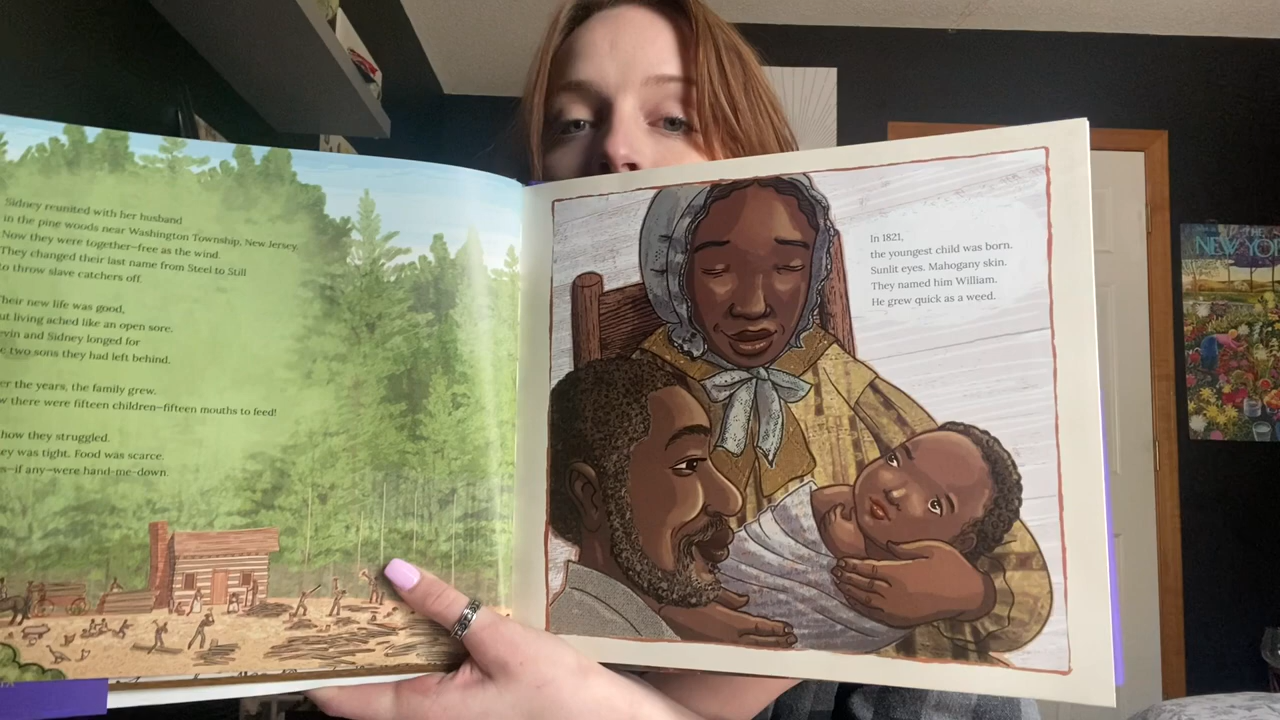 Sidney reunited with her husband
in the pine woods near Washington Township, New Jersey.
Now they were together—free as the wind.
They changed their last name from Steel to Still
to throw slave catchers off.
Their new life was good,
living ached like an open sore.
and Sidney longed for
two sons they had left behind.
the years, the family grew.
there were fifteen children—fifteen mouths to feed!
how they struggled.
was tight. Food was scarce.
if any—were hand-me-down.
In 1821,
the youngest child was born.
Sunlit eyes. Mahogany skin.
They named him William.
He grew quick as a weed.
THE
NEW YO